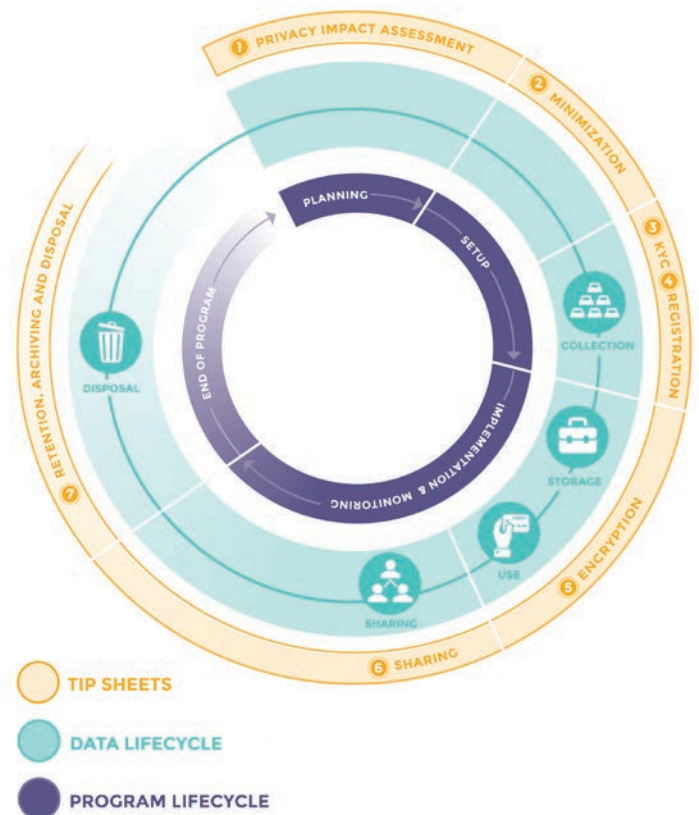 1 PRIVACY IMPACT ASSESSMENT
2 MINIMIZATION
3 KYC
4 REGISTRATION
5 ENCRYPTION
6 SHARING
7 RETENTION, ARCHIVING AND DISPOSAL
COLLECTION
STORAGE
USE
SHARING
DISPOSAL
PLANNING
SETUP
IMPLEMENTATION & MONITORING
END OF PROGRAM
TIP SHEETS
DATA LIFECYCLE
PROGRAM LIFECYCLE